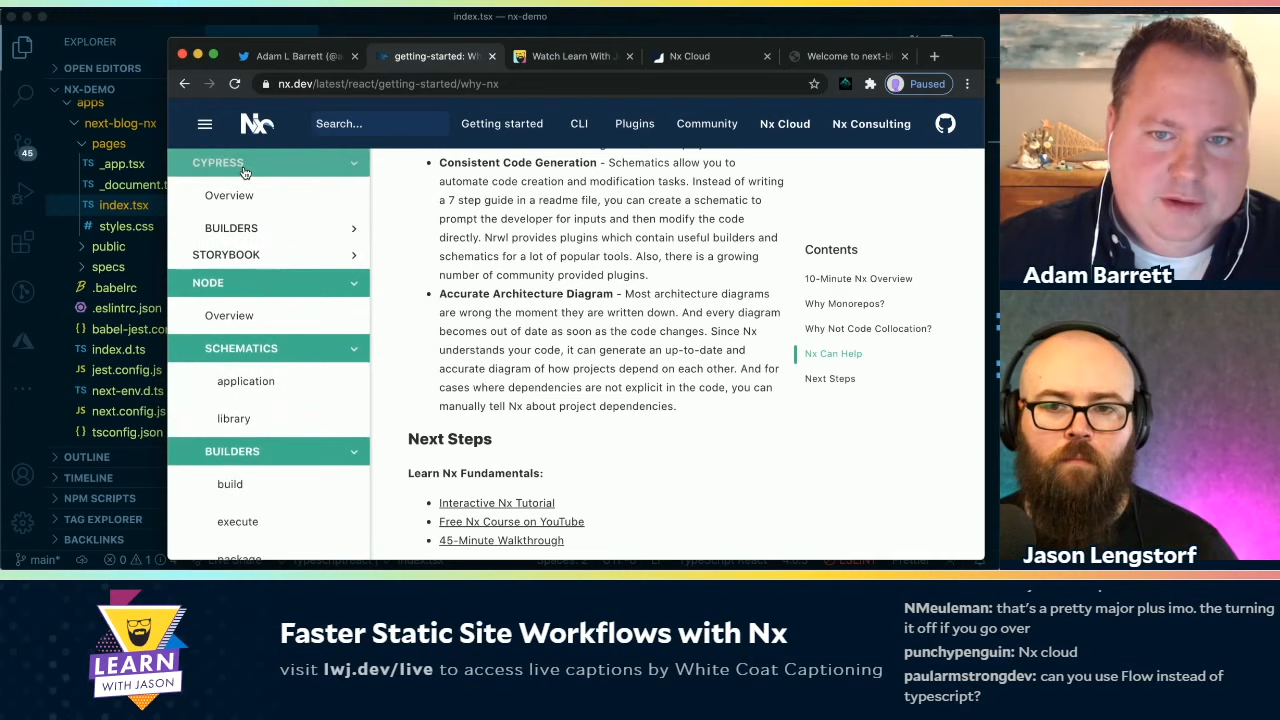 index.tsx — nx-demo
EXPLORER
OPEN EDITORS
NX-DEMO
apps
next-blog-nx
pages
TS _app.tsx
TS _document.t
TS index.tsx
# styles.css
public
specs
.babelrc
.eslintrc.json
{} babel-jest.co
TS index.d.ts
JS jest.config.js
TS next-env.d.ts
JS next.config.js
{} tsconfig.json
OUTLINE
TIMELINE
NPM SCRIPTS
TAG EXPLORER
BACKLINKS
45
main*
0 1
Adam L Barrett (@a
getting-started: Wh
Watch Learn With J
Nx Cloud
Welcome to next-bl
nx.dev/latest/react/getting-started/why-nx
Paused
Nx
Search...
Getting started
CLI
Plugins
Community
Nx Cloud
Nx Consulting
CYPRESS
Overview
BUILDERS
STORYBOOK
NODE
Overview
SCHEMATICS
application
library
BUILDERS
build
execute
package
Consistent Code Generation - Schematics allow you to
automate code creation and modification tasks. Instead of writing
a 7 step guide in a readme file, you can create a schematic to
prompt the developer for inputs and then modify the code
directly. Nrwl provides plugins which contain useful builders and
schematics for a lot of popular tools. Also, there is a growing
number of community provided plugins.
Accurate Architecture Diagram - Most architecture diagrams
are wrong the moment they are written down. And every diagram
becomes out of date as soon as the code changes. Since Nx
understands your code, it can generate an up-to-date and
accurate diagram of how projects depend on each other. And for
cases where dependencies are not explicit in the code, you can
manually tell Nx about project dependencies.
Next Steps
Learn Nx Fundamentals:
Interactive Nx Tutorial
Free Nx Course on YouTube
45-Minute Walkthrough
Contents
10-Minute Nx Overview
Why Monorepos?
Why Not Code Collocation?
Nx Can Help
Next Steps
Adam Barrett
Jason Lengstorf
LEARN
WITH JASON
Faster Static Site Workflows with Nx
visit lwj.dev/live to access live captions by White Coat Captioning
NMeuleman: that's a pretty major plus imo. the turning
it off if you go over
punchypenguin: Nx cloud
paularmstrongdev: can you use Flow instead of
typescript?